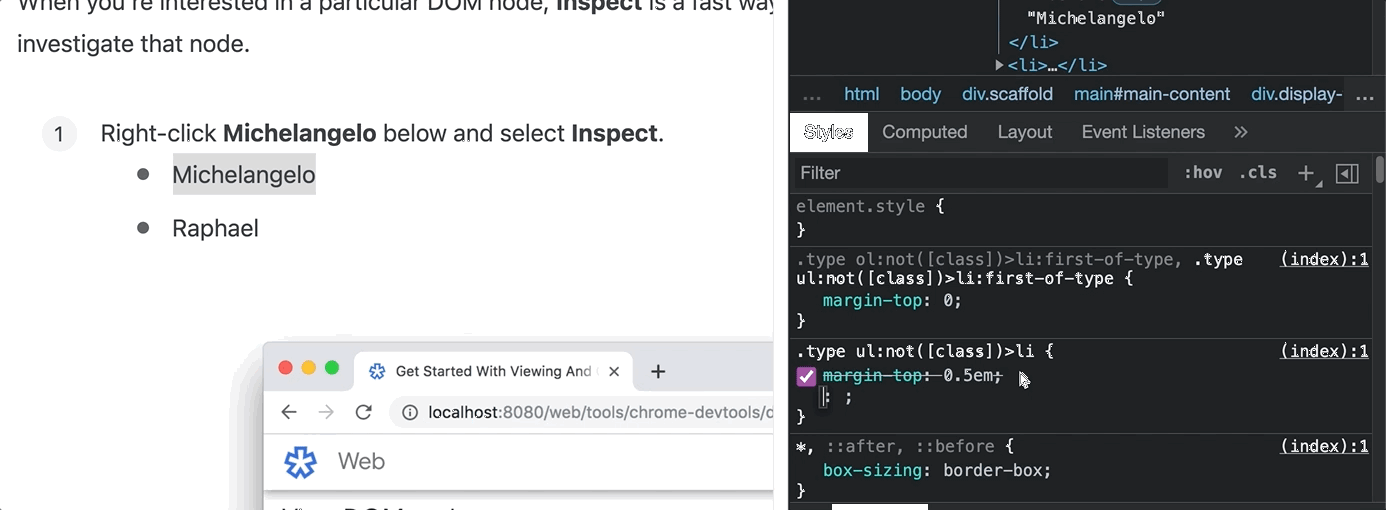 When you're interested in a particular DOM node, Inspect is a fast way
investigate that node.
1 Right-click Michelangelo below and select Inspect.
Michelangelo
Raphael
Get Started With Viewing And
localhost:8080/web/tools/chrome-devtools/d
Web
"Michelangelo"
</li>
<li>…</li>
... html body div.scaffold main#main-content div.display- ...
Styles Computed Layout Event Listeners »
Filter :hov .cls +
element.style {
}
.type ol:not([class])>li:first-of-type, .type (index):1
ul:not([class])>li:first-of-type {
margin-top: 0;
}
.type ul:not([class])>li { (index):1
margin-top: 0.5em;
: ;
}
*, ::after, ::before { (index):1
box-sizing: border-box;
}